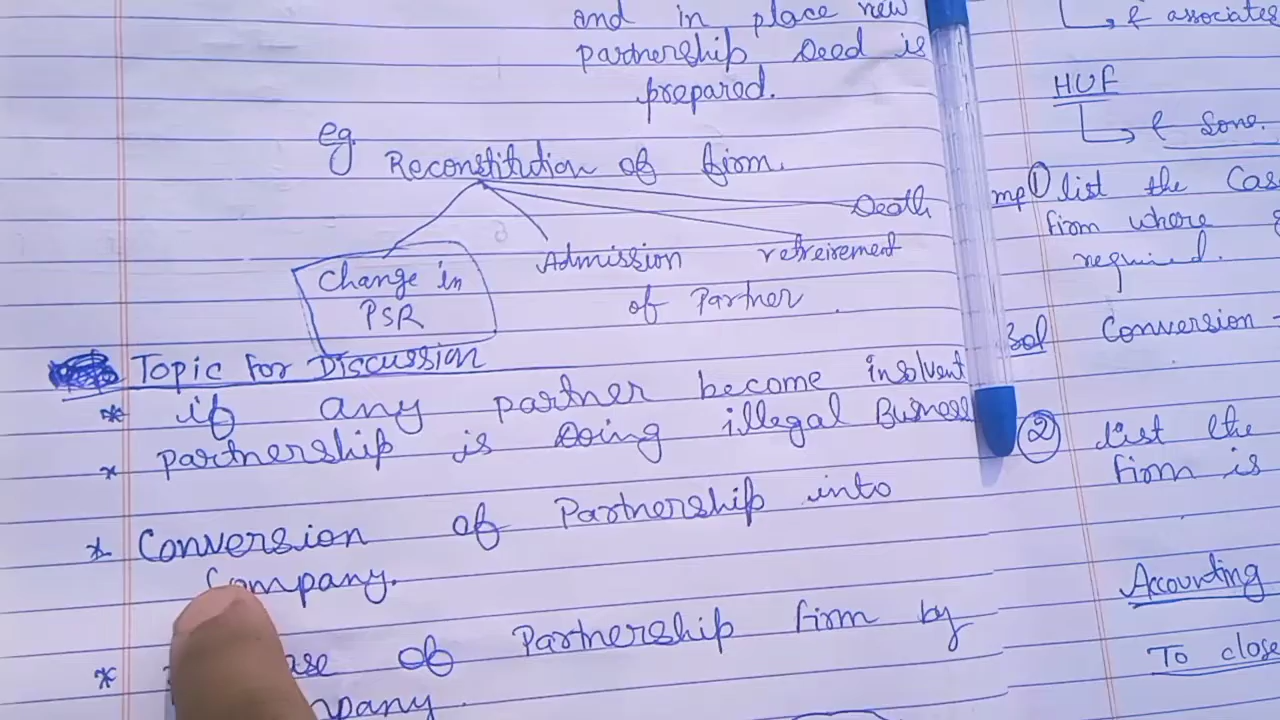 and in place new
partnership Deed is
prepared.
eg
Reconstitution of firm.
Death
Change in
PSR
Admission
retreirement
of Partner
Topic For Discussion
* if any partner become insolvent
* partnership is Doing illegal Business
* Conversion of Partnership into
Company.
* of Partnership firm by
& associates
HUF
& Sons.
① list the
firm where
required.
Sol Conversion -
② list the
firm is
Accounting
To close